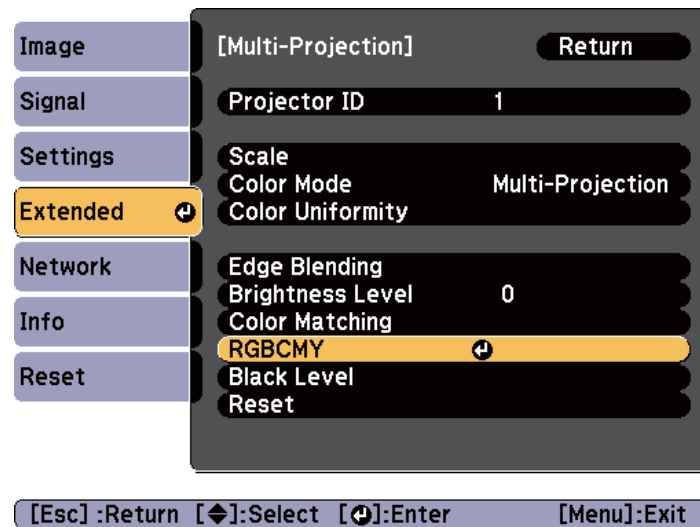 Image
Signal
Settings
Extended
Network
Info
Reset
[Multi-Projection] Return
Projector ID 1
Scale
Color Mode Multi-Projection
Color Uniformity
Edge Blending
Brightness Level 0
Color Matching
RGBCMY
Black Level
Reset
[Esc] :Return [◆]:Select [↵]:Enter [Menu]:Exit